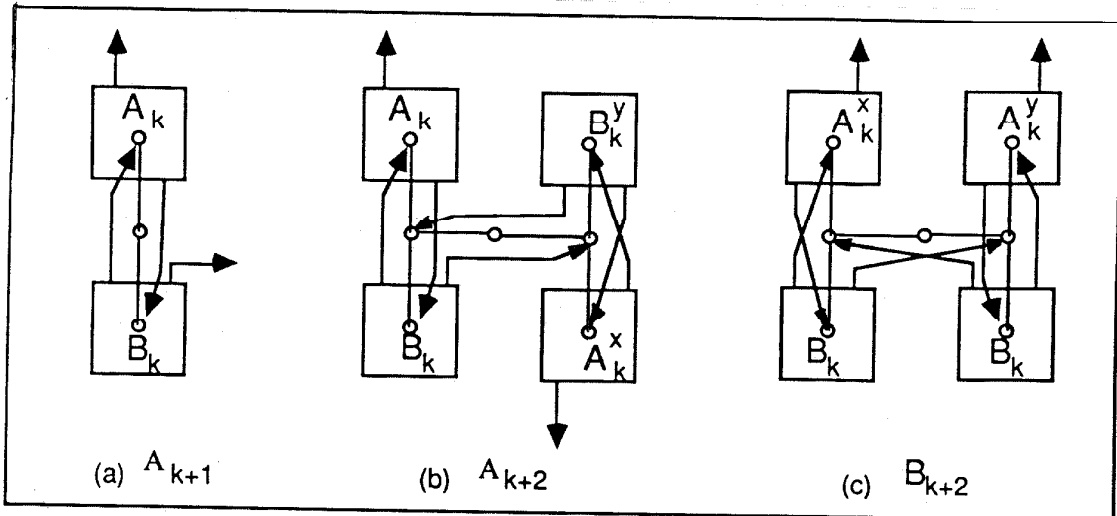 A k
B k
(a) A k+1
A k
B y k
B k
A x k
(b) A k+2
A x k
A y k
B k
B k
(c) B k+2